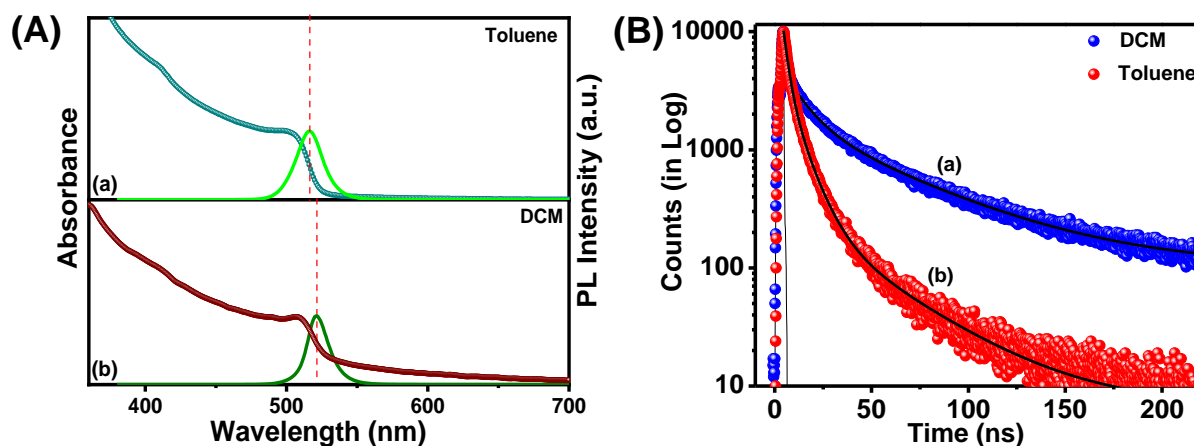 (A)
Toluene
(a)
DCM
(b)
Absorbance
PL Intensity (a.u.)
400 500 600 700
Wavelength (nm)
(B)
10000
1000
100
10
Counts (in Log)
DCM
Toluene
(a)
(b)
0 50 100 150 200
Time (ns)